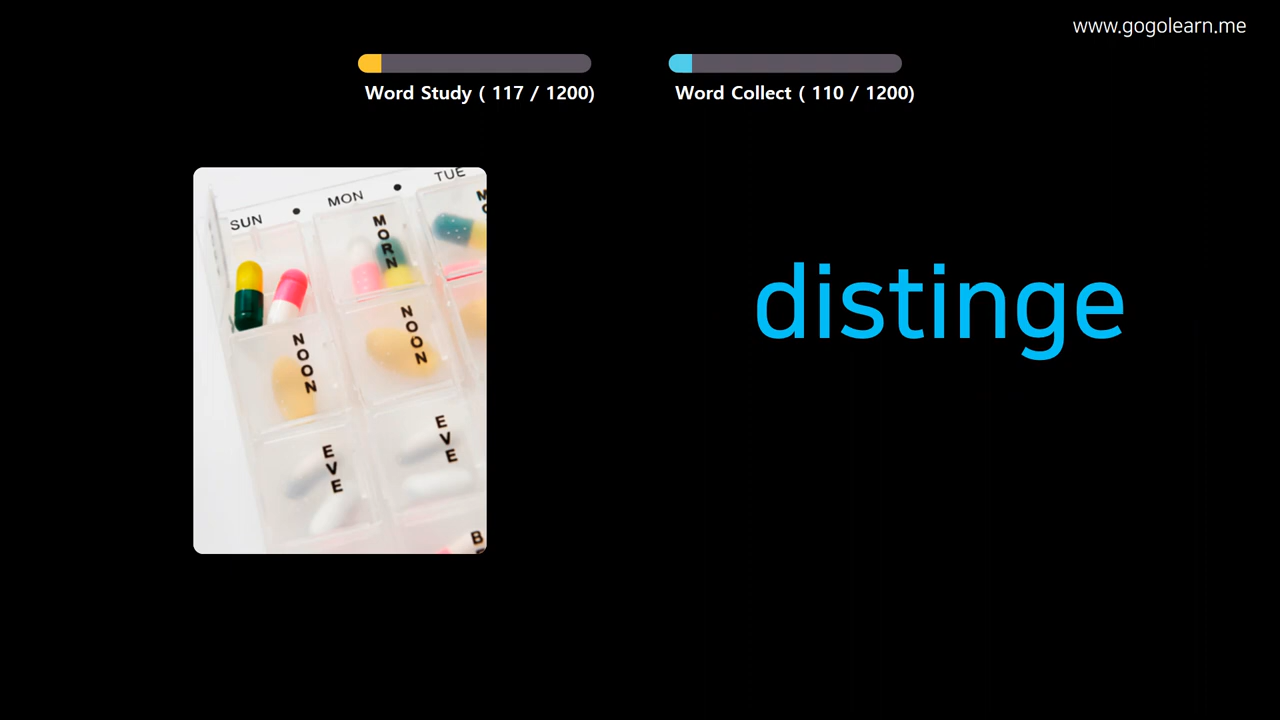 www.gogolearn.me
Word Study ( 117 / 1200)
Word Collect ( 110 / 1200)
SUN • MON • TUE
MORN
NOON
NOON
EVE
EVE
distinge